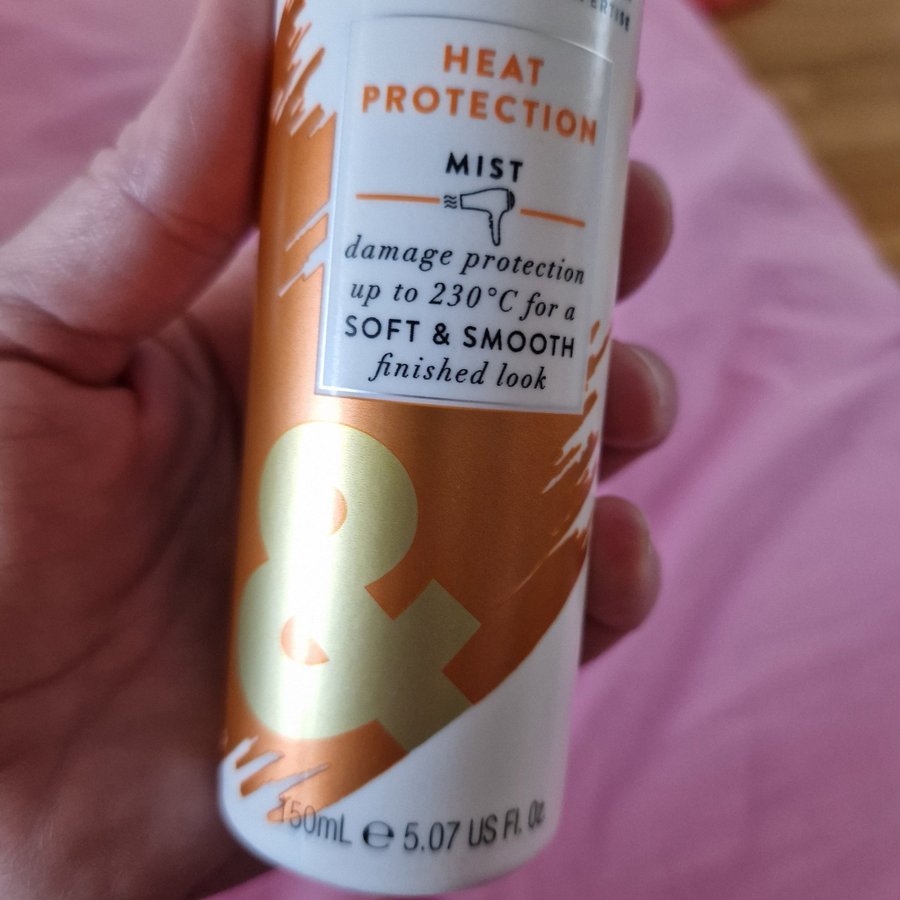 HEAT
PROTECTION
MIST
damage protection
up to 230°C for a
SOFT & SMOOTH
finished look
&
150mL ℮ 5.07 US Fl. Oz.